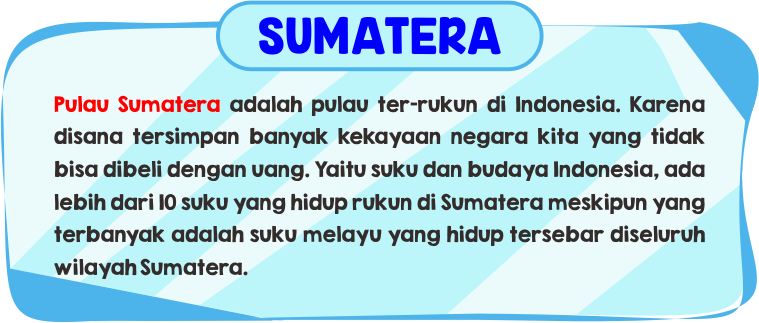 SUMATERA
Pulau Sumatera adalah pulau ter-rukun di Indonesia. Karena
disana tersimpan banyak kekayaan negara kita yang tidak
bisa dibeli dengan uang. Yaitu suku dan budaya Indonesia, ada
lebih dari 10 suku yang hidup rukun di Sumatera meskipun yang
terbanyak adalah suku melayu yang hidup tersebar diseluruh
wilayah Sumatera.